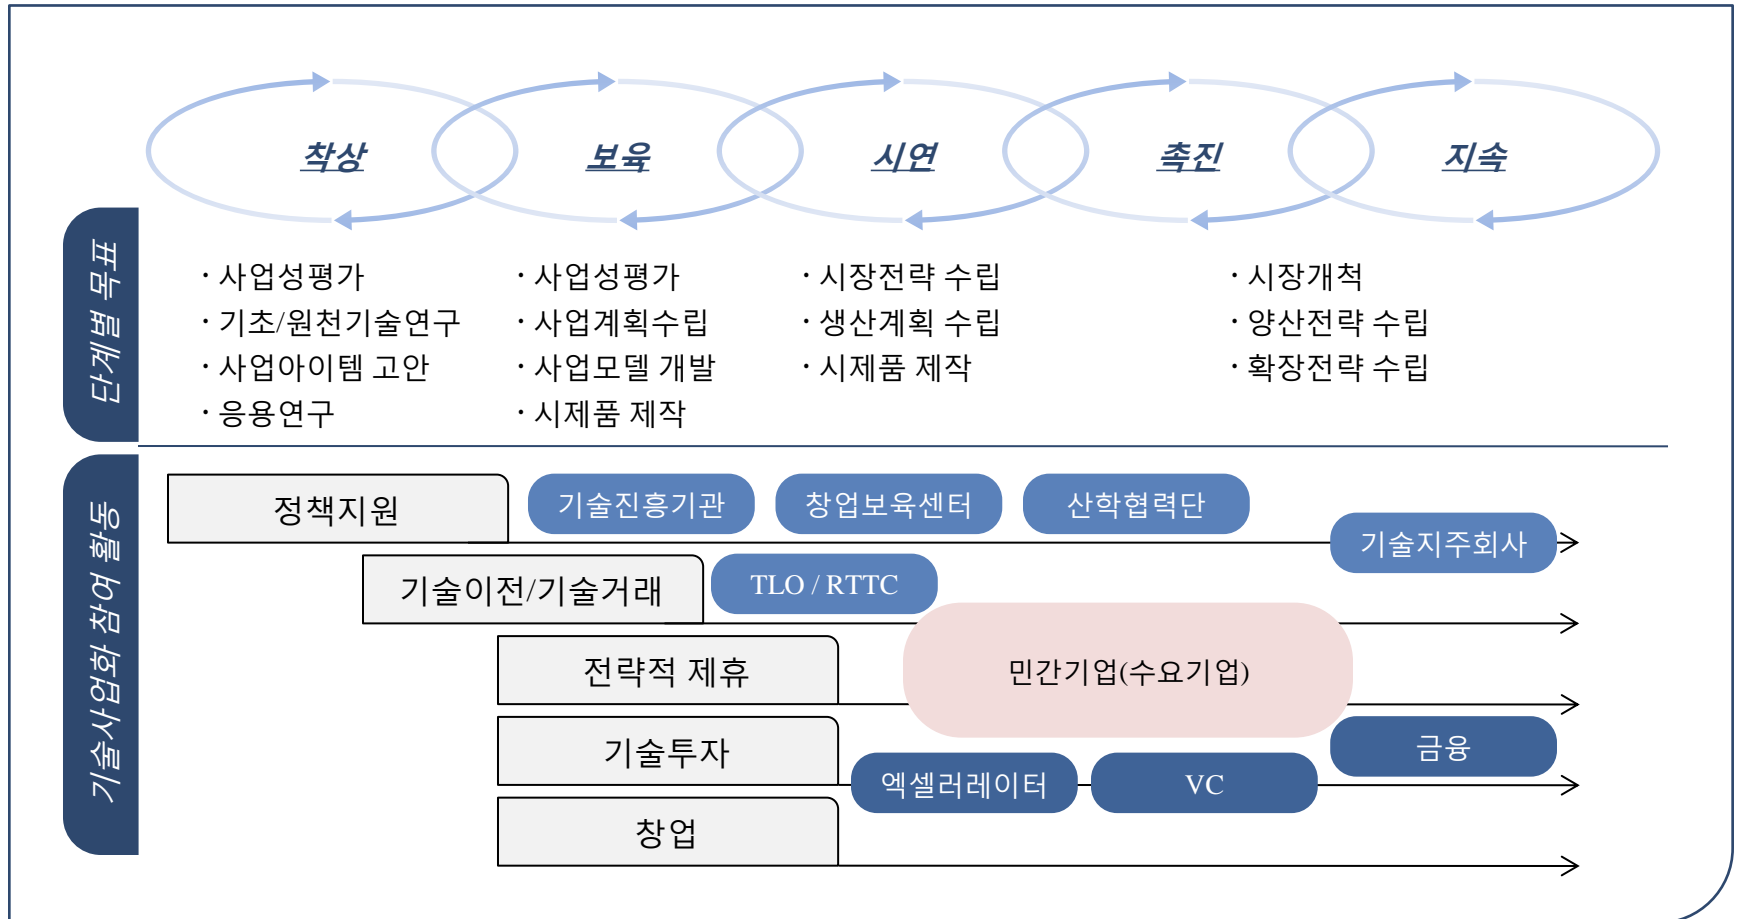 착상
보육
시연
촉진
지속
단계별 목표
· 사업성평가
· 기초/원천기술연구
· 사업아이템 고안
· 응용연구
· 사업성평가
· 사업계획수립
· 사업모델 개발
· 시제품 제작
· 시장전략 수립
· 생산계획 수립
· 시제품 제작
· 시장개척
· 양산전략 수립
· 확장전략 수립
기술사업화 참여 활동
정책지원
기술진흥기관
창업보육센터
산학협력단
기술지주회사
기술이전/기술거래
TLO / RTTC
전략적 제휴
민간기업(수요기업)
기술투자
금융
엑셀러레이터
VC
창업